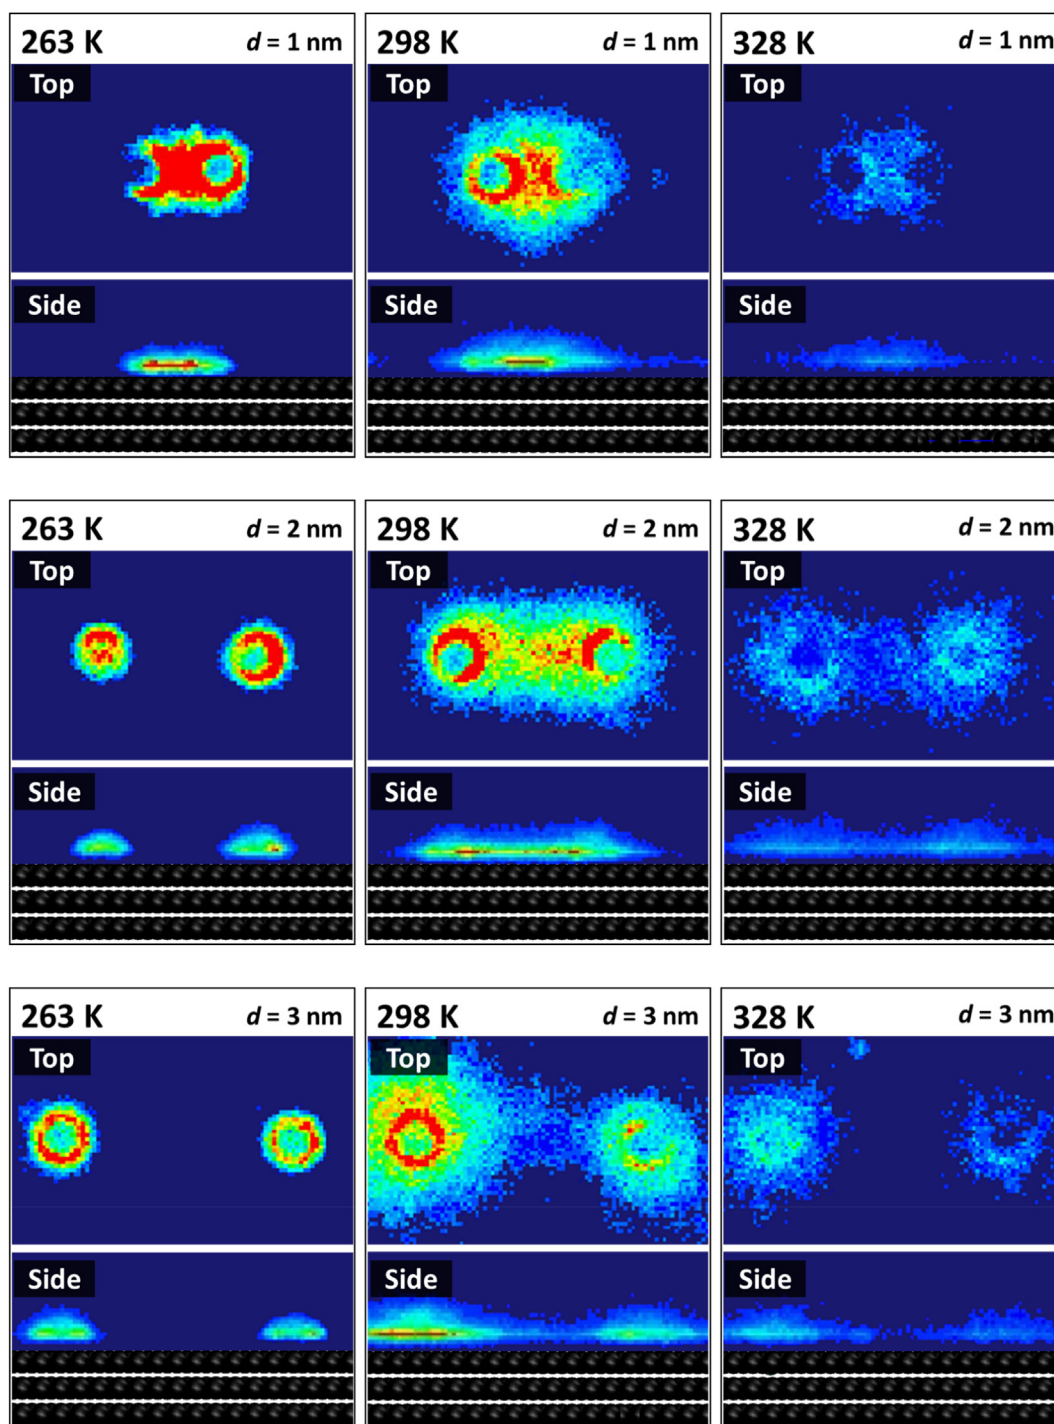 263 K d = 1 nm
Top
Side
298 K d = 1 nm
Top
Side
328 K d = 1 nm
Top
Side
263 K d = 2 nm
Top
Side
298 K d = 2 nm
Top
Side
328 K d = 2 nm
Top
Side
263 K d = 3 nm
Top
Side
298 K d = 3 nm
Top
Side
328 K d = 3 nm
Top
Side